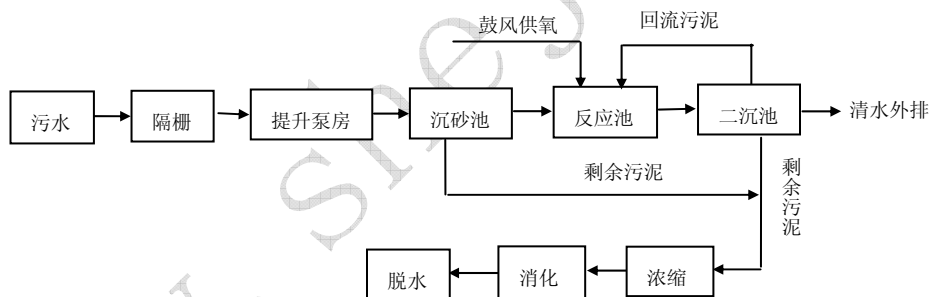 鼓风供氧
回流污泥
污水
隔栅
提升泵房
沉砂池
反应池
二沉池
清水外排
剩余污泥
剩余污泥
脱水
消化
浓缩